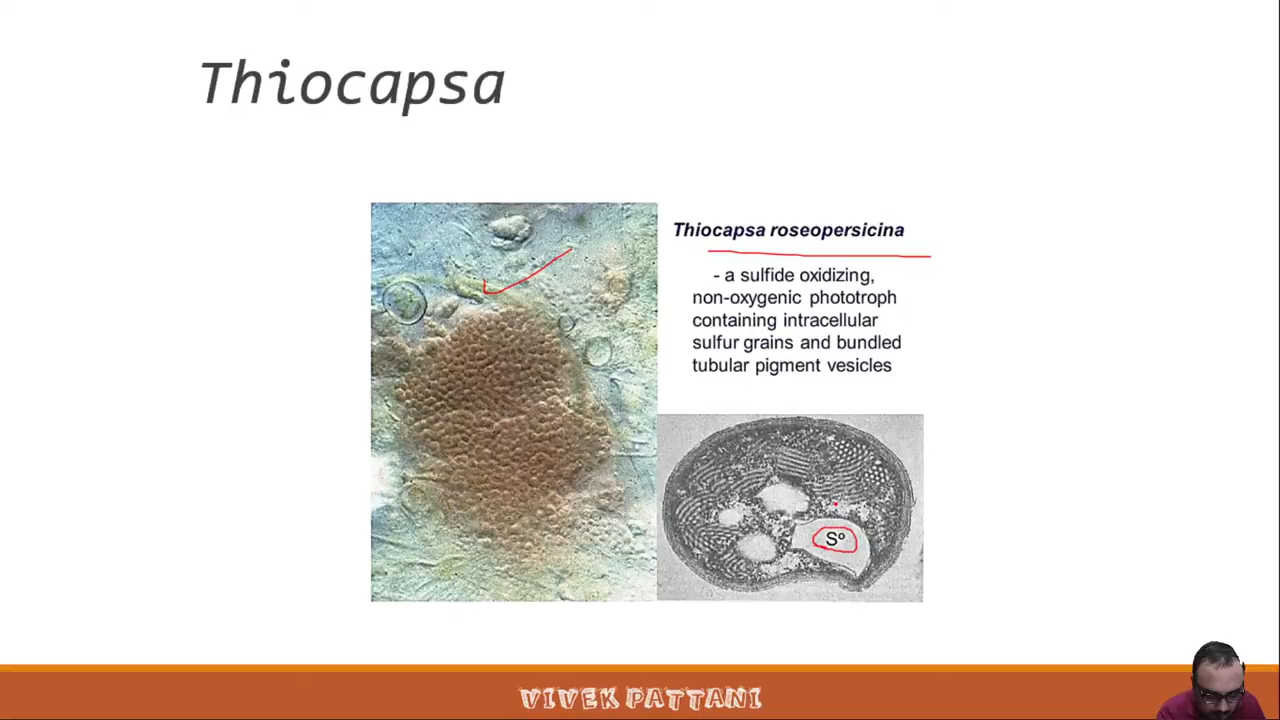 Thiocapsa
Thiocapsa roseopersicina
- a sulfide oxidizing,
non-oxygenic phototroph
containing intracellular
sulfur grains and bundled
tubular pigment vesicles
Sº
VIVEK PATTANI